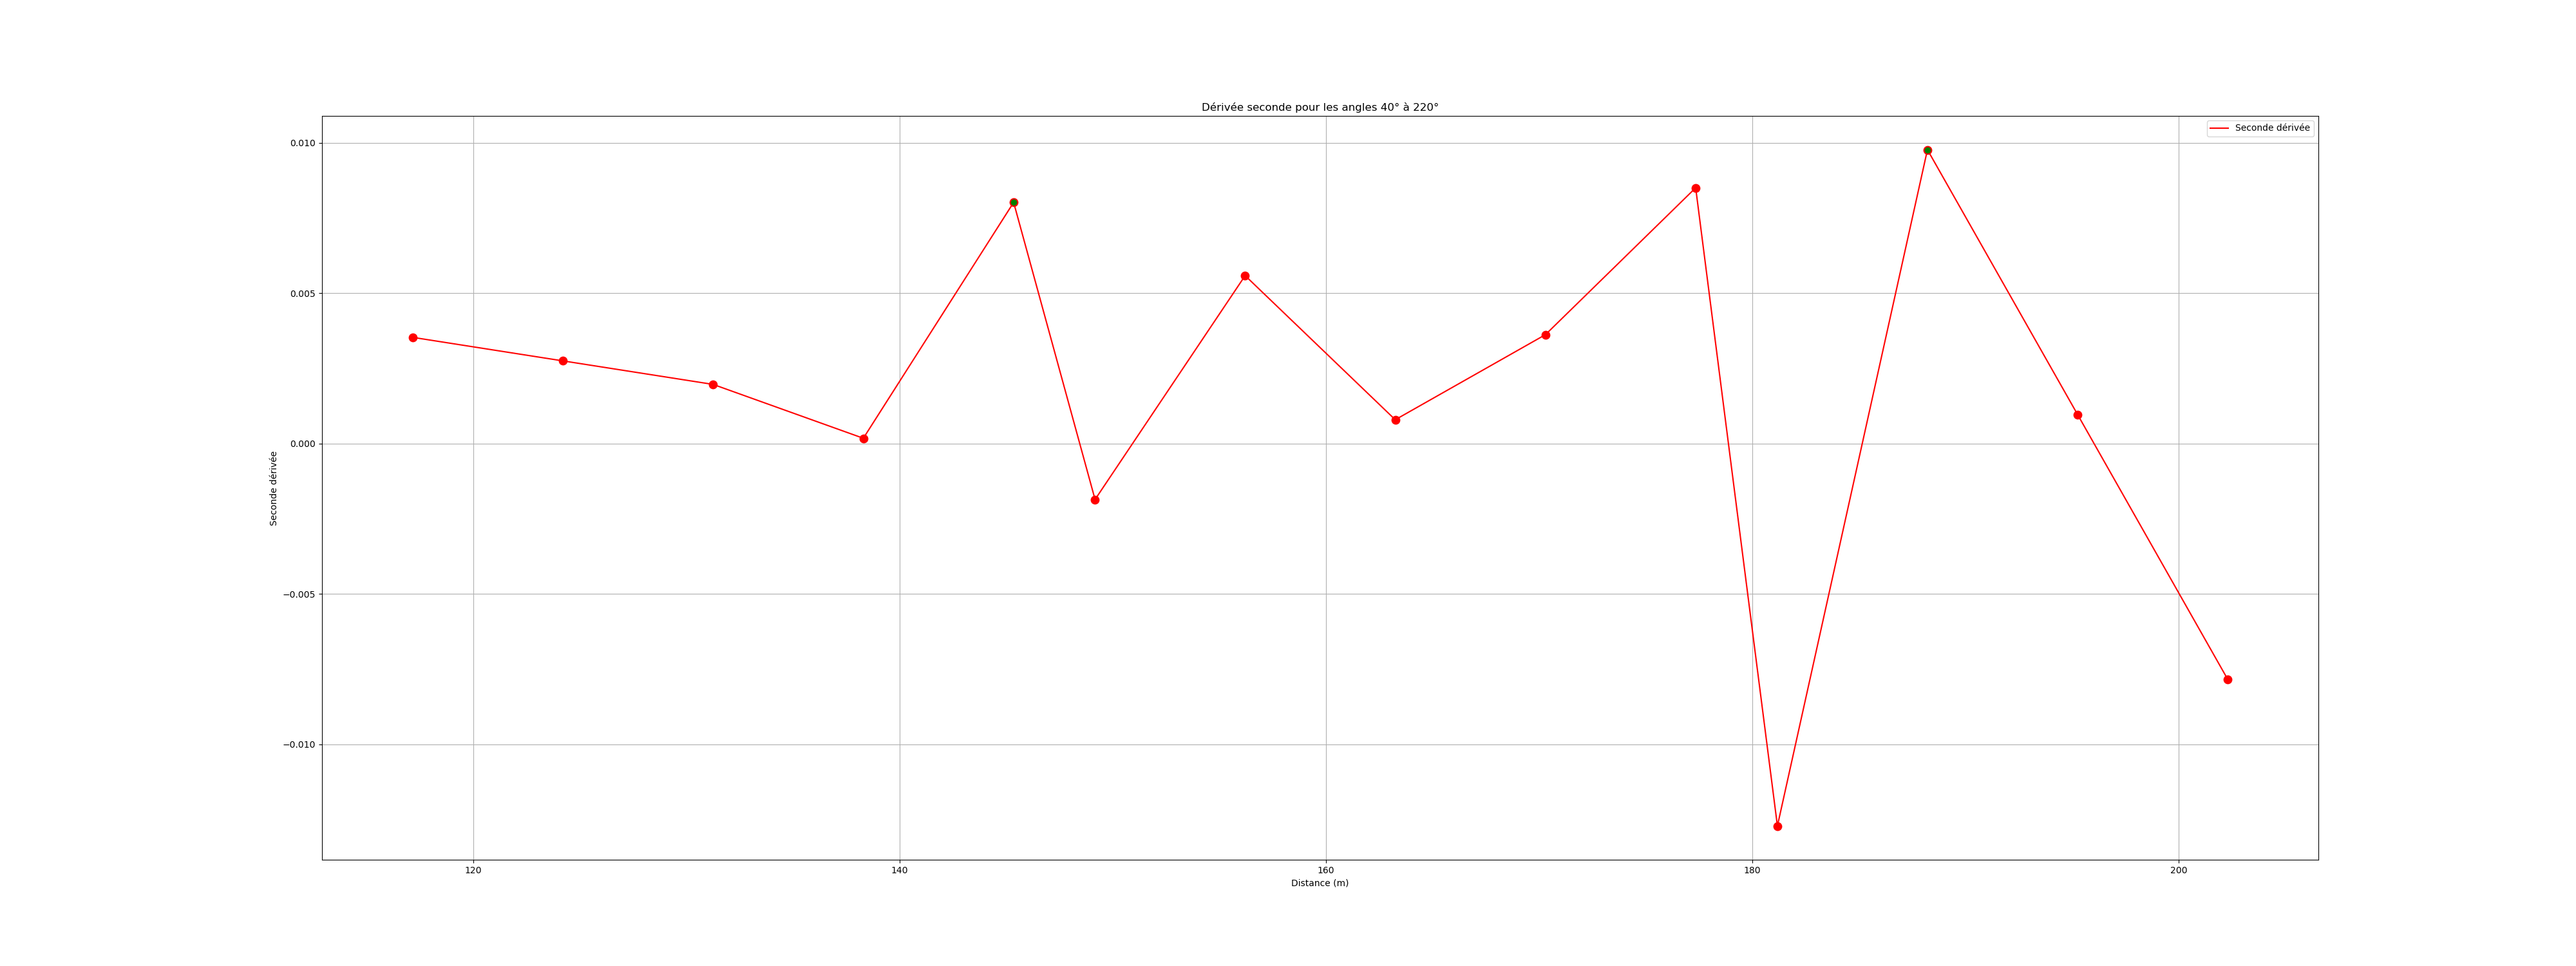 Dérivée seconde pour les angles 40° à 220°
Seconde dérivée
0.010
0.005
0.000
−0.005
−0.010
Seconde dérivée
120
140
160
180
200
Distance (m)